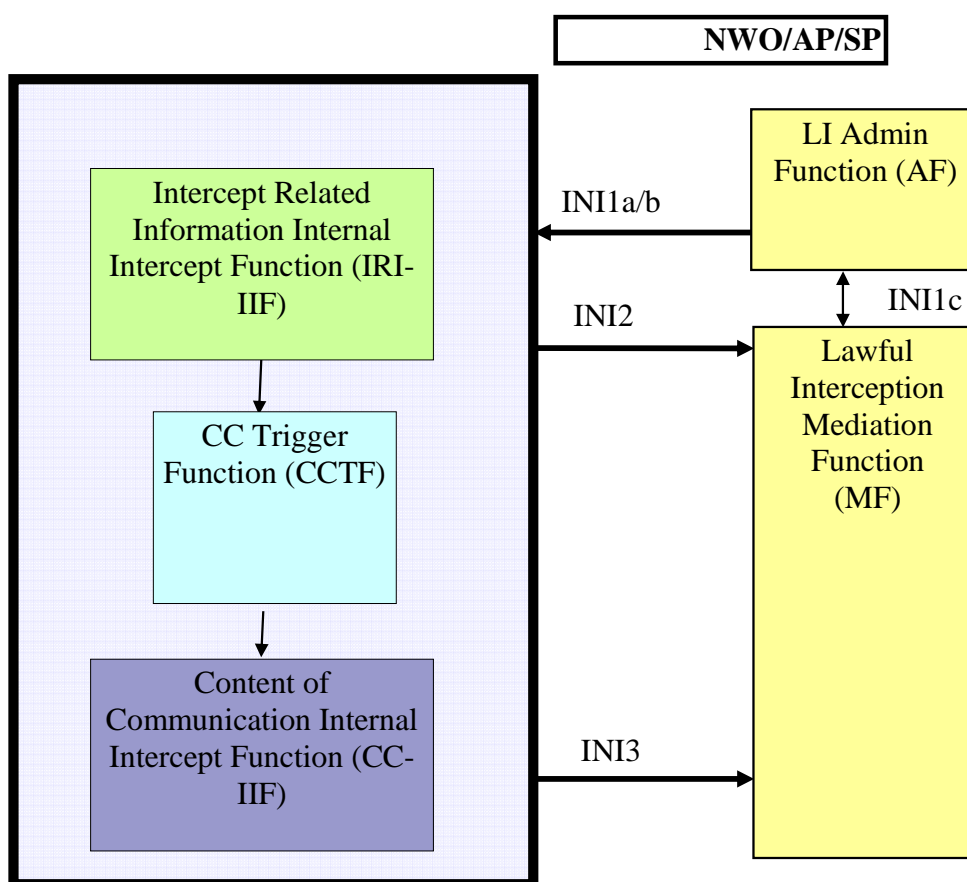 NWO/AP/SP
LI Admin
Function (AF)
Intercept Related
Information Internal
Intercept Function (IRI-
IIF)
INI1a/b
INI1c
INI2
Lawful
Interception
Mediation
Function
(MF)
CC Trigger
Function (CCTF)
Content of
Communication Internal
Intercept Function (CC-
IIF)
INI3